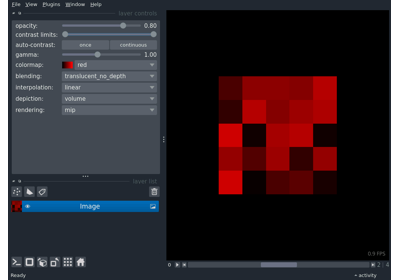 File View Plugins Window Help
layer controls
opacity: 0.80
contrast limits:
auto-contrast: once continuous
gamma: 1.00
colormap: red
blending: translucent_no_depth
interpolation: linear
depiction: volume
rendering: mip
layer list
Image
0.9 FPS
0 2 4
Ready activity